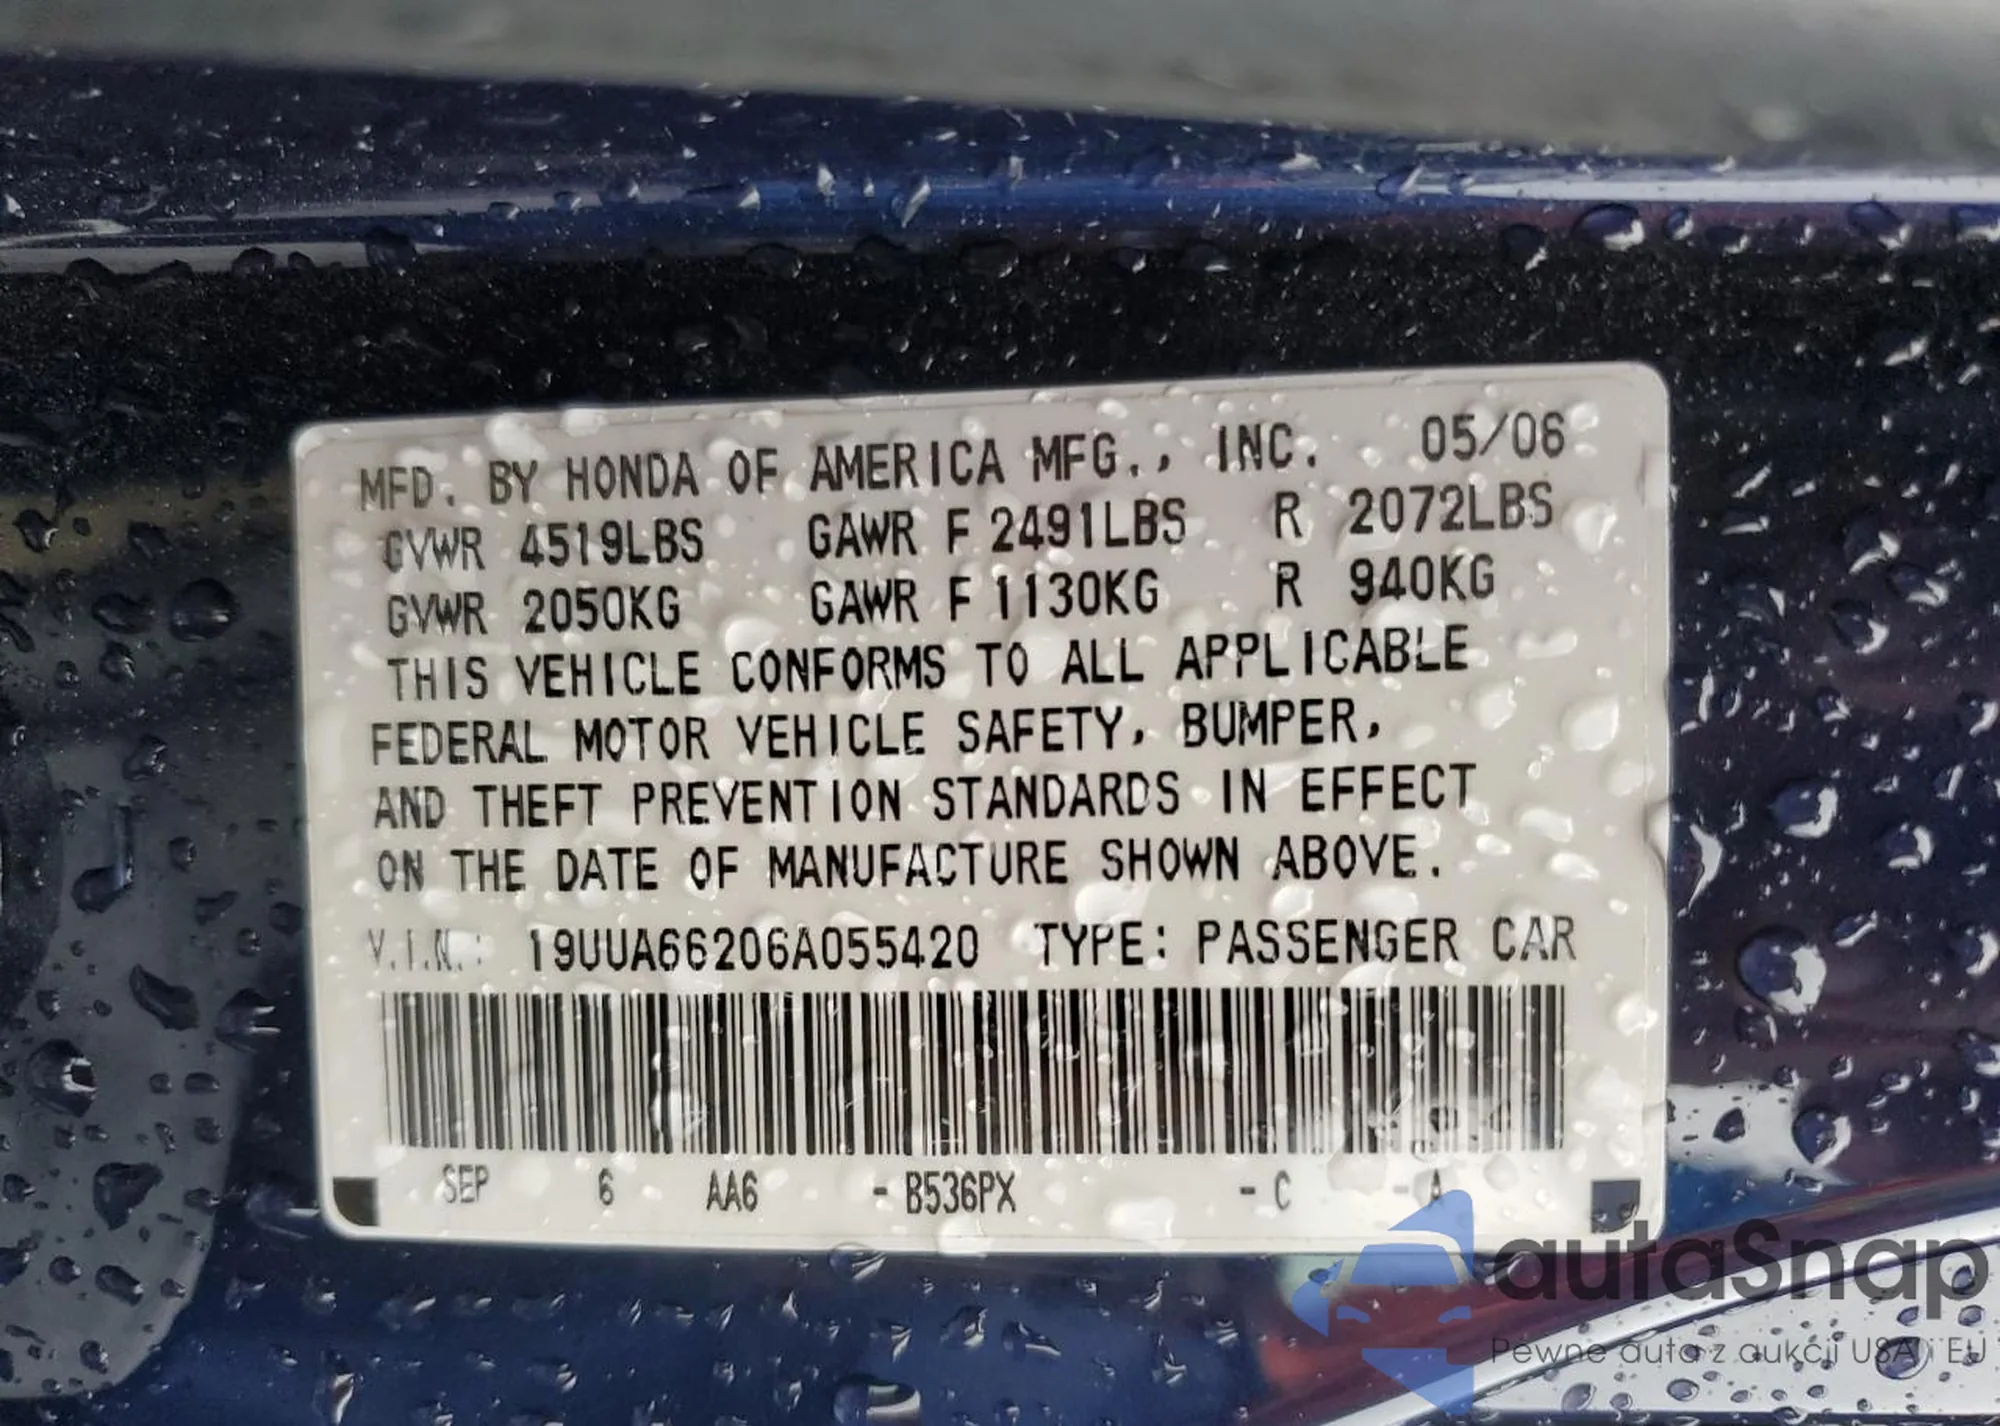 MFD. BY HONDA OF AMERICA MFG., INC. 05/06
GVWR 4519LBS GAWR F 2491LBS R 2072LBS
GVWR 2050KG GAWR F 1130KG R 940KG
THIS VEHICLE CONFORMS TO ALL APPLICABLE
FEDERAL MOTOR VEHICLE SAFETY, BUMPER,
AND THEFT PREVENTION STANDARDS IN EFFECT
ON THE DATE OF MANUFACTURE SHOWN ABOVE.
V.I.N.: 19UUA66206A055420 TYPE: PASSENGER CAR
SEP 6 AA6 - B536PX - C - A
autaSnap
Pewne auta z aukcji USA i EU